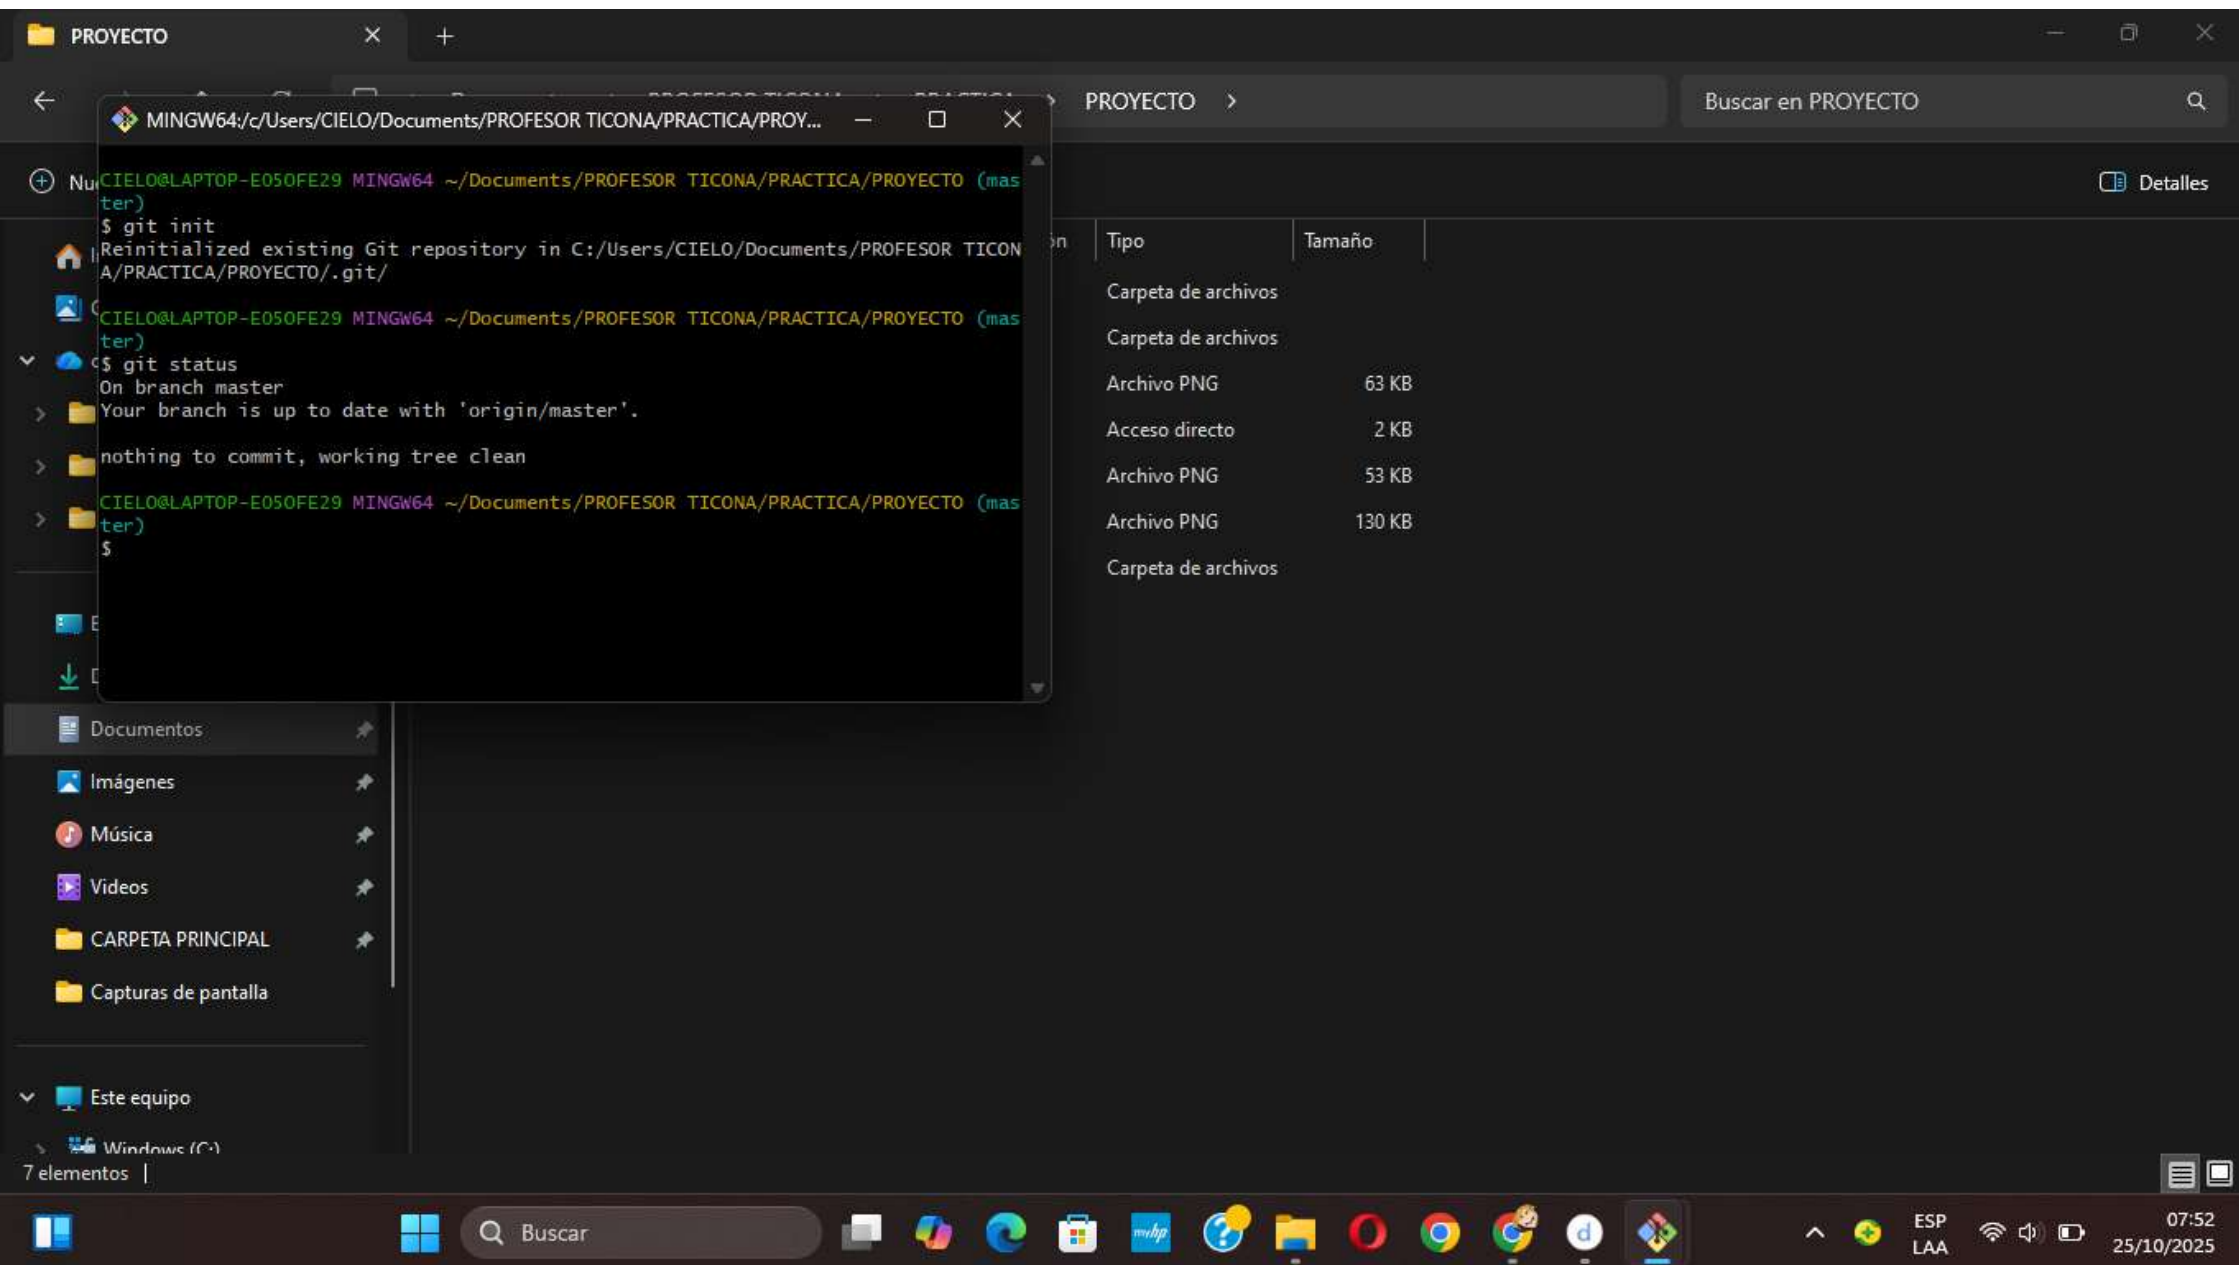 PROYECTO
MINGW64:/c/Users/CIELO/Documents/PROFESOR TICONA/PRACTICA/PROY...
PROYECTO
Buscar en PROYECTO
CIELO@LAPTOP-E05OFE29 MINGW64 ~/Documents/PROFESOR TICONA/PRACTICA/PROYECTO (mas
ter)
$ git init
Reinitialized existing Git repository in C:/Users/CIELO/Documents/PROFESOR TICON
A/PRACTICA/PROYECTO/.git/
CIELO@LAPTOP-E05OFE29 MINGW64 ~/Documents/PROFESOR TICONA/PRACTICA/PROYECTO (mas
ter)
$ git status
On branch master
Your branch is up to date with 'origin/master'.
nothing to commit, working tree clean
CIELO@LAPTOP-E05OFE29 MINGW64 ~/Documents/PROFESOR TICONA/PRACTICA/PROYECTO (mas
ter)
$
Detalles
Tipo
Tamaño
Carpeta de archivos
Carpeta de archivos
Archivo PNG 63 KB
Acceso directo 2 KB
Archivo PNG 53 KB
Archivo PNG 130 KB
Carpeta de archivos
Documentos
Imágenes
Música
Videos
CARPETA PRINCIPAL
Capturas de pantalla
Este equipo
Windows (C:)
7 elementos
Buscar
myhp
d
ESP
LAA
07:52
25/10/2025